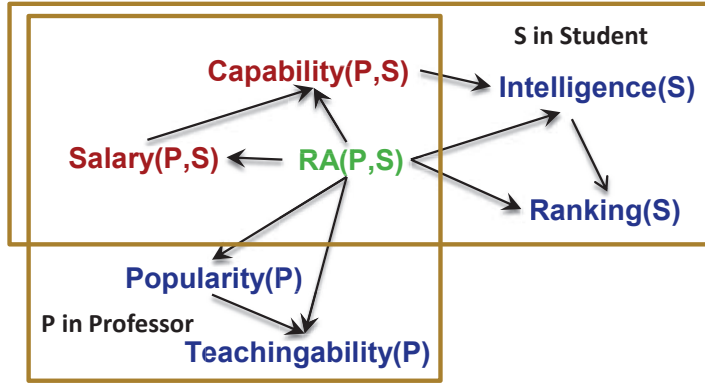 S in Student
Capability(P,S)
Intelligence(S)
Salary(P,S)
RA(P,S)
Ranking(S)
Popularity(P)
P in Professor
Teachingability(P)